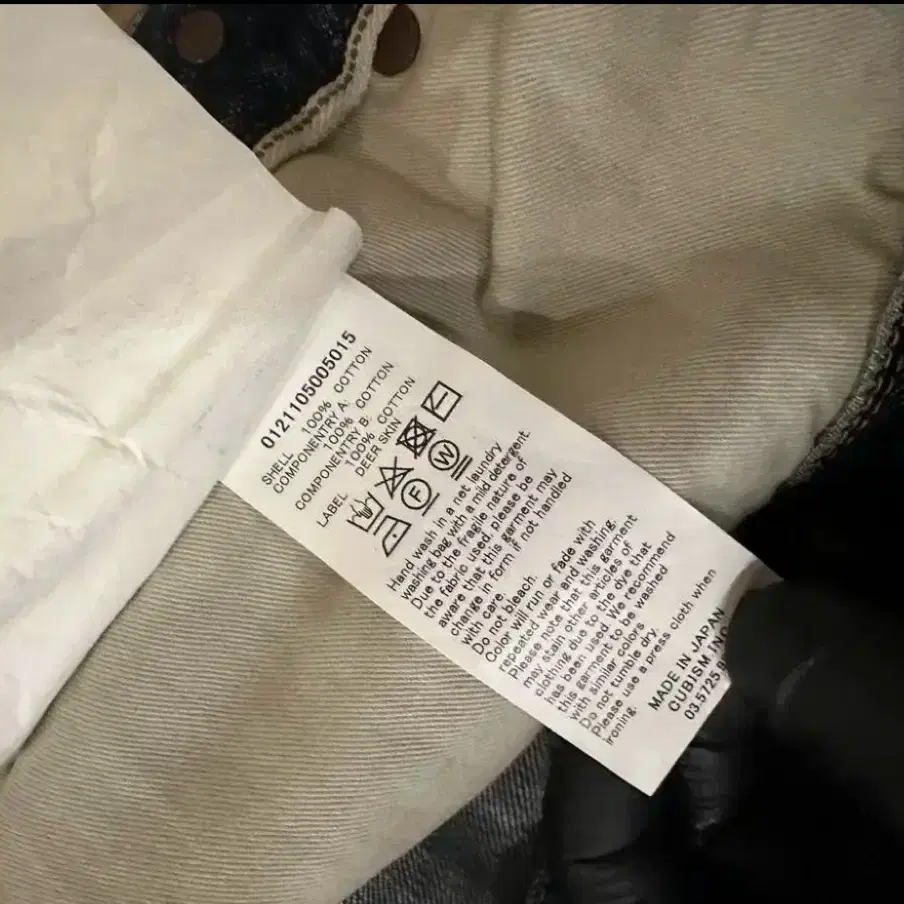 0121105005015
SHELL 100% COTTON
COMPONENTRY A:
100% COTTON
COMPONENTRY B:
100% COTTON
LABEL DEER SKIN
F W
Hand wash in a net laundry
washing bag with a mid detergent.
Due to the fragile nature of
the fabric used, please be
aware that this garment may
change in form if not handled
with care.
Do not bleach.
Color will run or fade with
repeated wear and washing.
Please note that this garment
may stain other articles of
clothing due to the dye that
has been used. We recommend
this garment to be washed
with similar colors.
Do not tumble dry.
Please use a press cloth when
ironing.
MADE IN JAPAN
CUBISM INC
03.5725